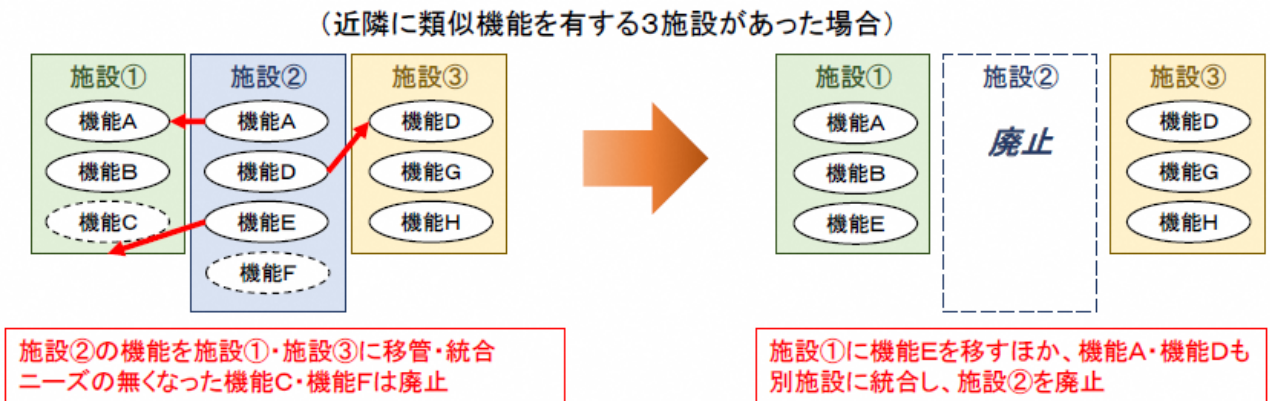 （近隣に類似機能を有する3施設があった場合）
施設①
機能A
機能B
機能C
施設②
機能A
機能D
機能E
機能F
施設③
機能D
機能G
機能H
施設②の機能を施設①・施設③に移管・統合
ニーズの無くなった機能C・機能Fは廃止
施設①
機能A
機能B
機能E
施設②
廃止
施設③
機能D
機能G
機能H
施設①に機能Eを移すほか、機能A・機能Dも
別施設に統合し、施設②を廃止